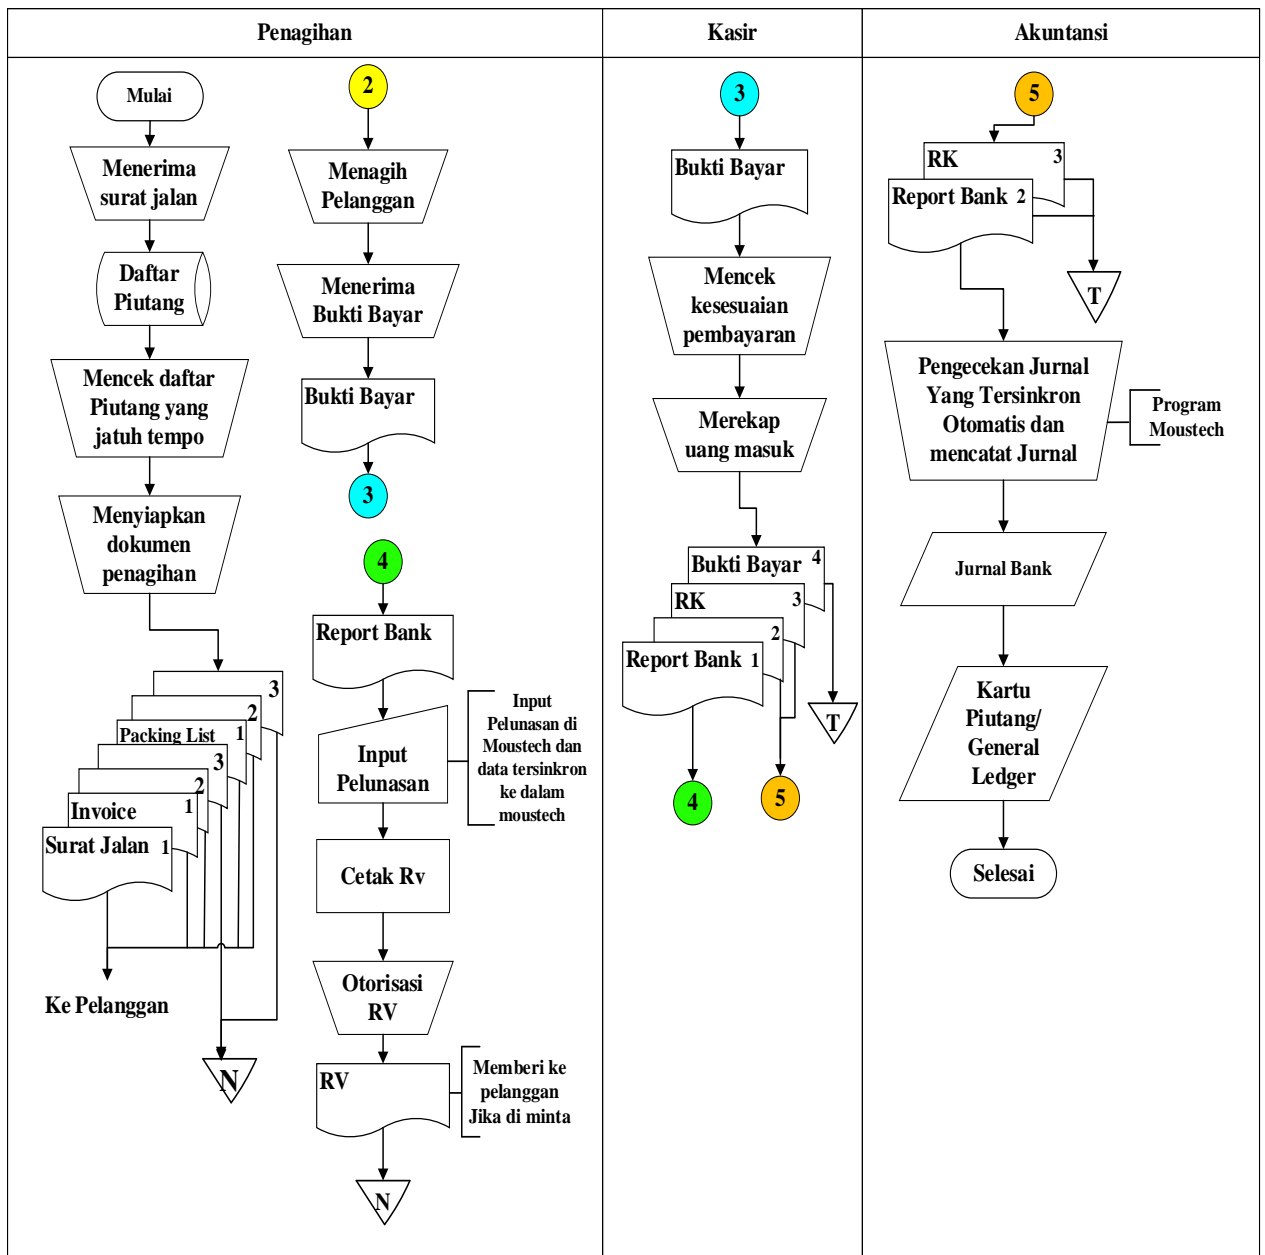 Penagihan
Kasir
Akuntansi
Mulai
Menerima
surat jalan
Daftar
Piutang
Mencek daftar
Piutang yang
jatuh tempo
Menyiapkan
dokumen
penagihan
3
2
Packing List 1
3
2
Invoice 1
Surat Jalan 1
Ke Pelanggan
N
2
Menagih
Pelanggan
Menerima
Bukti Bayar
Bukti Bayar
3
4
Report Bank
Input
Pelunasan
Input
Pelunasan di
Moustech dan
data tersinkron
ke dalam
moustech
Cetak Rv
Otorisasi
RV
RV
Memberi ke
pelanggan
Jika di minta
N
3
Bukti Bayar
Mencek
kesesuaian
pembayaran
Merekap
uang masuk
Bukti Bayar 4
RK 3
2
Report Bank 1
T
4
5
5
RK 3
Report Bank 2
T
Pengecekan Jurnal
Yang Tersinkron
Otomatis dan
mencatat Jurnal
Program
Moustech
Jurnal Bank
Kartu
Piutang/
General
Ledger
Selesai